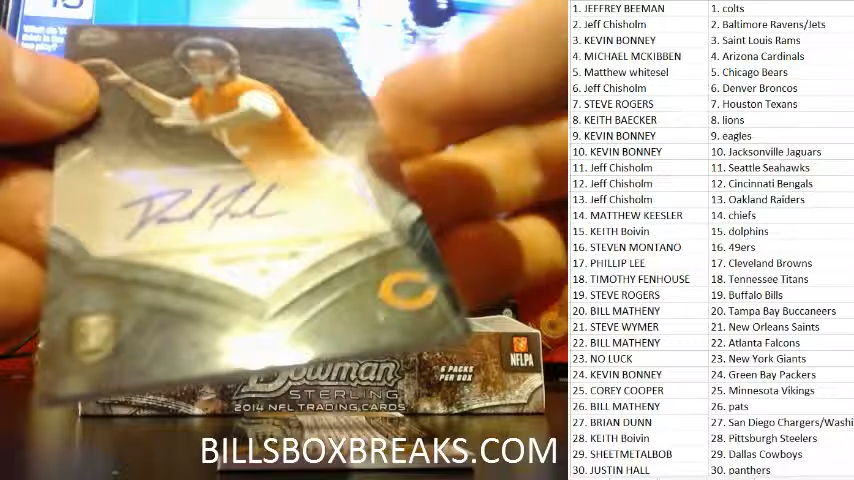 1. JEFFREY BEEMAN 1. colts
2. Jeff Chisholm 2. Baltimore Ravens/Jets
3. KEVIN BONNEY 3. Saint Louis Rams
4. MICHAEL MCKIBBEN 4. Arizona Cardinals
5. Matthew whitesel 5. Chicago Bears
6. Jeff Chisholm 6. Denver Broncos
7. STEVE ROGERS 7. Houston Texans
8. KEITH BAECKER 8. lions
9. KEVIN BONNEY 9. eagles
10. KEVIN BONNEY 10. Jacksonville Jaguars
11. Jeff Chisholm 11. Seattle Seahawks
12. Jeff Chisholm 12. Cincinnati Bengals
13. Jeff Chisholm 13. Oakland Raiders
14. MATTHEW KEESLER 14. chiefs
15. KEITH Boivin 15. dolphins
16. STEVEN MONTANO 16. 49ers
17. PHILLIP LEE 17. Cleveland Browns
18. TIMOTHY FENHOUSE 18. Tennessee Titans
19. STEVE ROGERS 19. Buffalo Bills
20. BILL MATHENY 20. Tampa Bay Buccaneers
21. STEVE WYMER 21. New Orleans Saints
22. BILL MATHENY 22. Atlanta Falcons
23. NO LUCK 23. New York Giants
24. KEVIN BONNEY 24. Green Bay Packers
25. COREY COOPER 25. Minnesota Vikings
26. BILL MATHENY 26. pats
27. BRIAN DUNN 27. San Diego Chargers/Washi
28. KEITH Boivin 28. Pittsburgh Steelers
29. SHEETMETALBOB 29. Dallas Cowboys
30. JUSTIN HALL 30. panthers
Bowman
STERLING
2014 NFL TRADING CARDS
6 PACKS
PER BOX
NFLPA
BILLSBOXBREAKS.COM